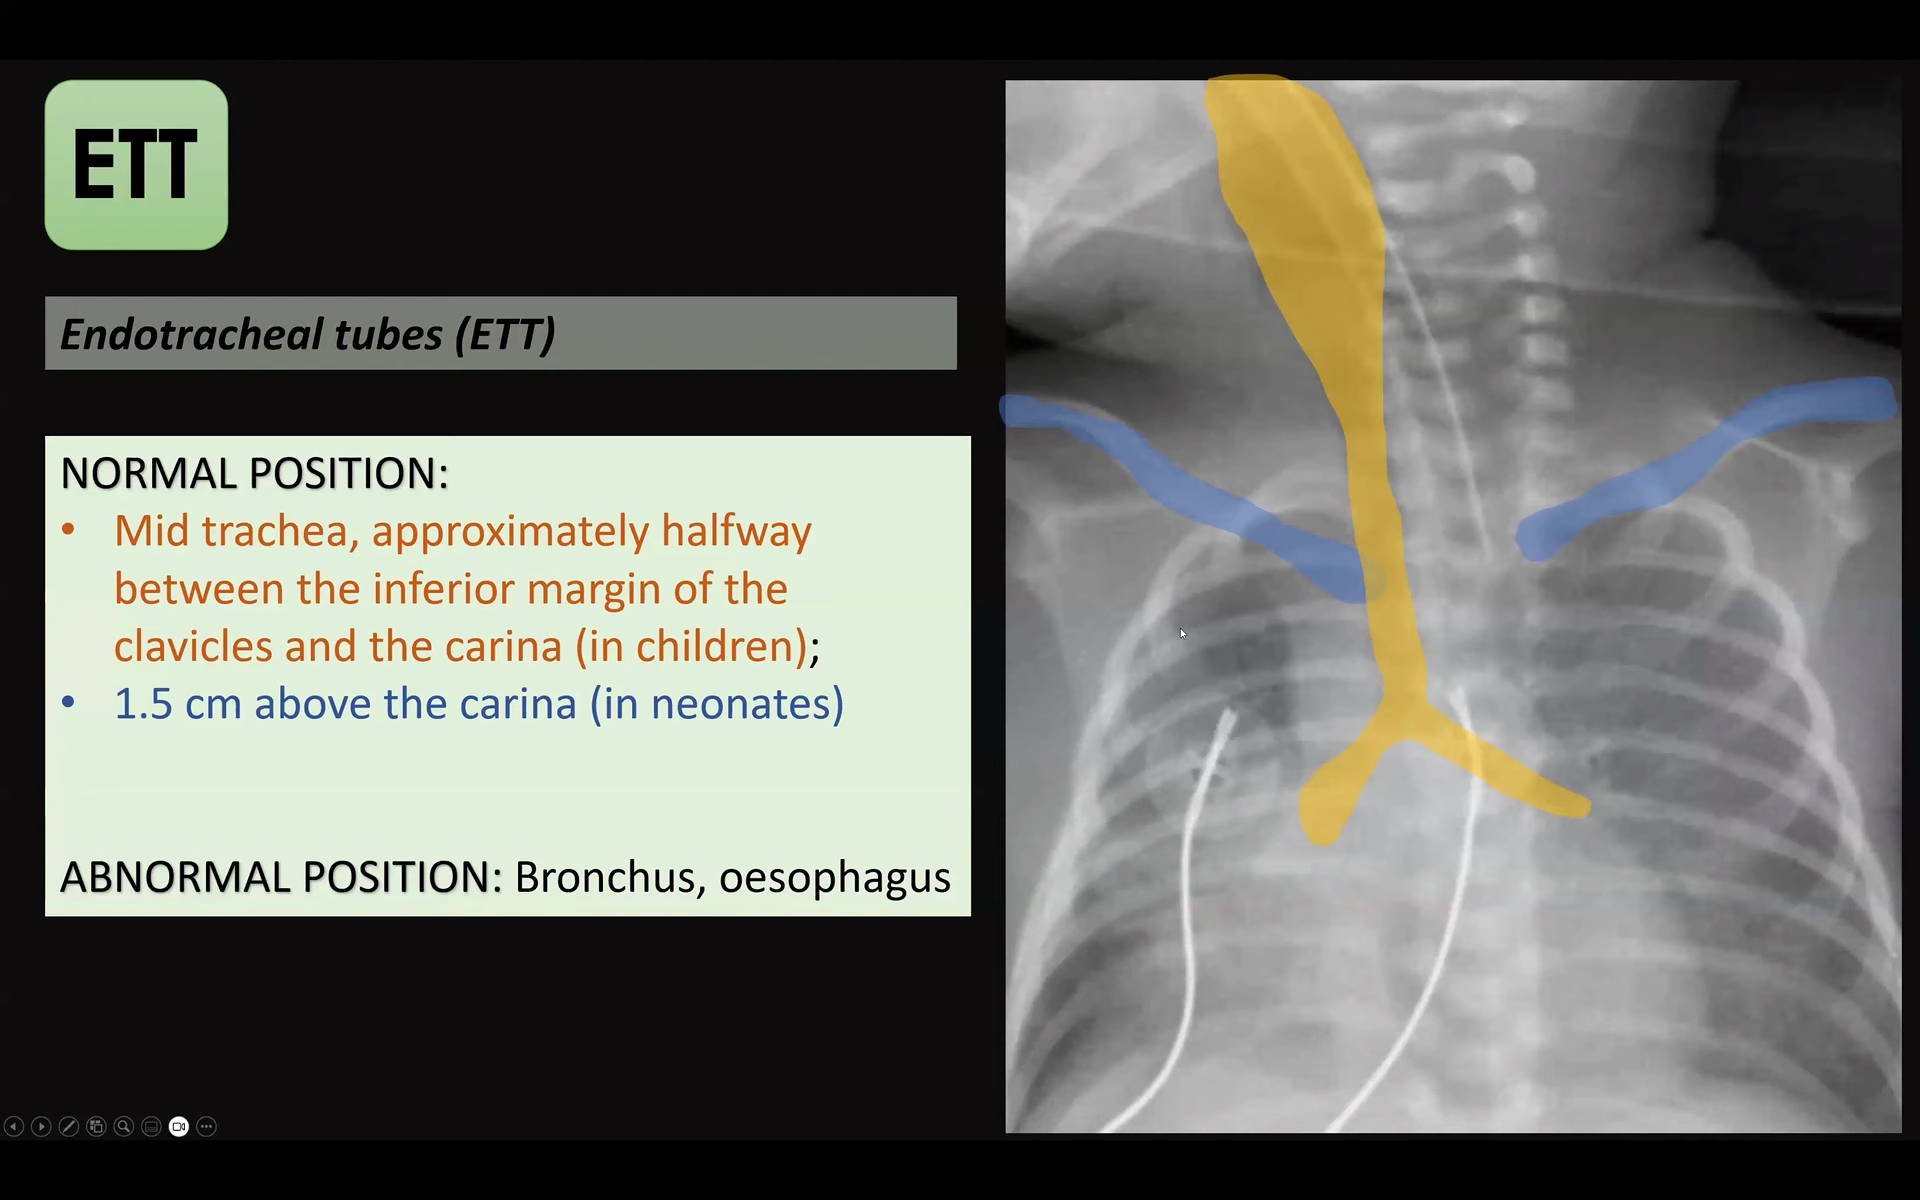 ETT
Endotracheal tubes (ETT)
NORMAL POSITION:
• Mid trachea, approximately halfway
between the inferior margin of the
clavicles and the carina (in children);
• 1.5 cm above the carina (in neonates)
ABNORMAL POSITION: Bronchus, oesophagus